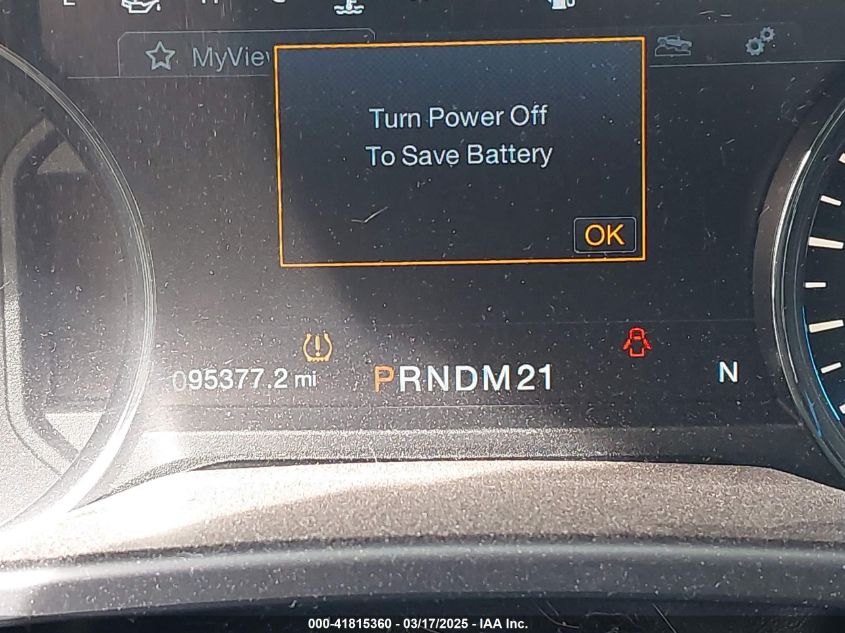 MyView
Turn Power Off
To Save Battery
OK
095377.2 mi
PRNDM21
N
000-41815360 - 03/17/2025 - IAA Inc.